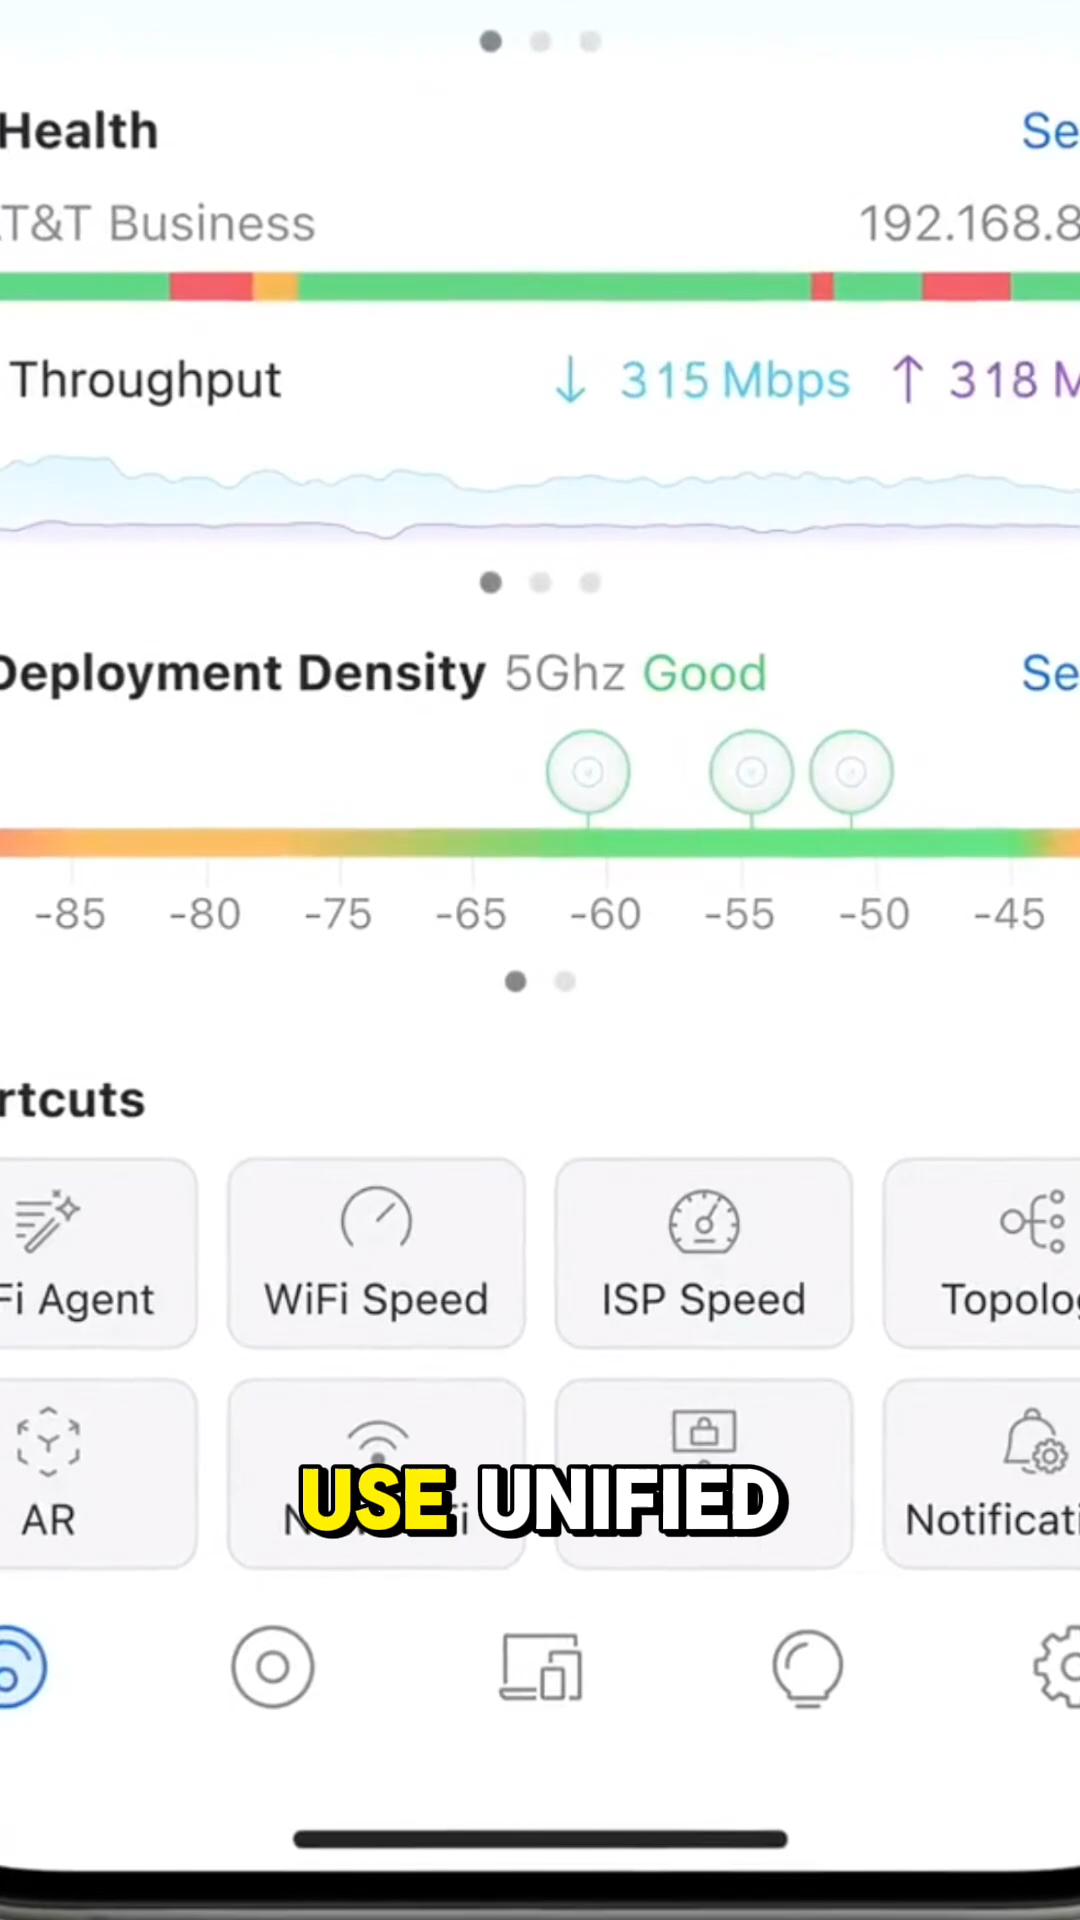 Health Se
T&T Business 192.168.8
Throughput ↓ 315 Mbps ↑ 318 M
Deployment Density 5Ghz Good Se
-85 -80 -75 -65 -60 -55 -50 -45
rtcuts
Fi Agent WiFi Speed ISP Speed Topolog
AR Notificati
USE UNIFIED